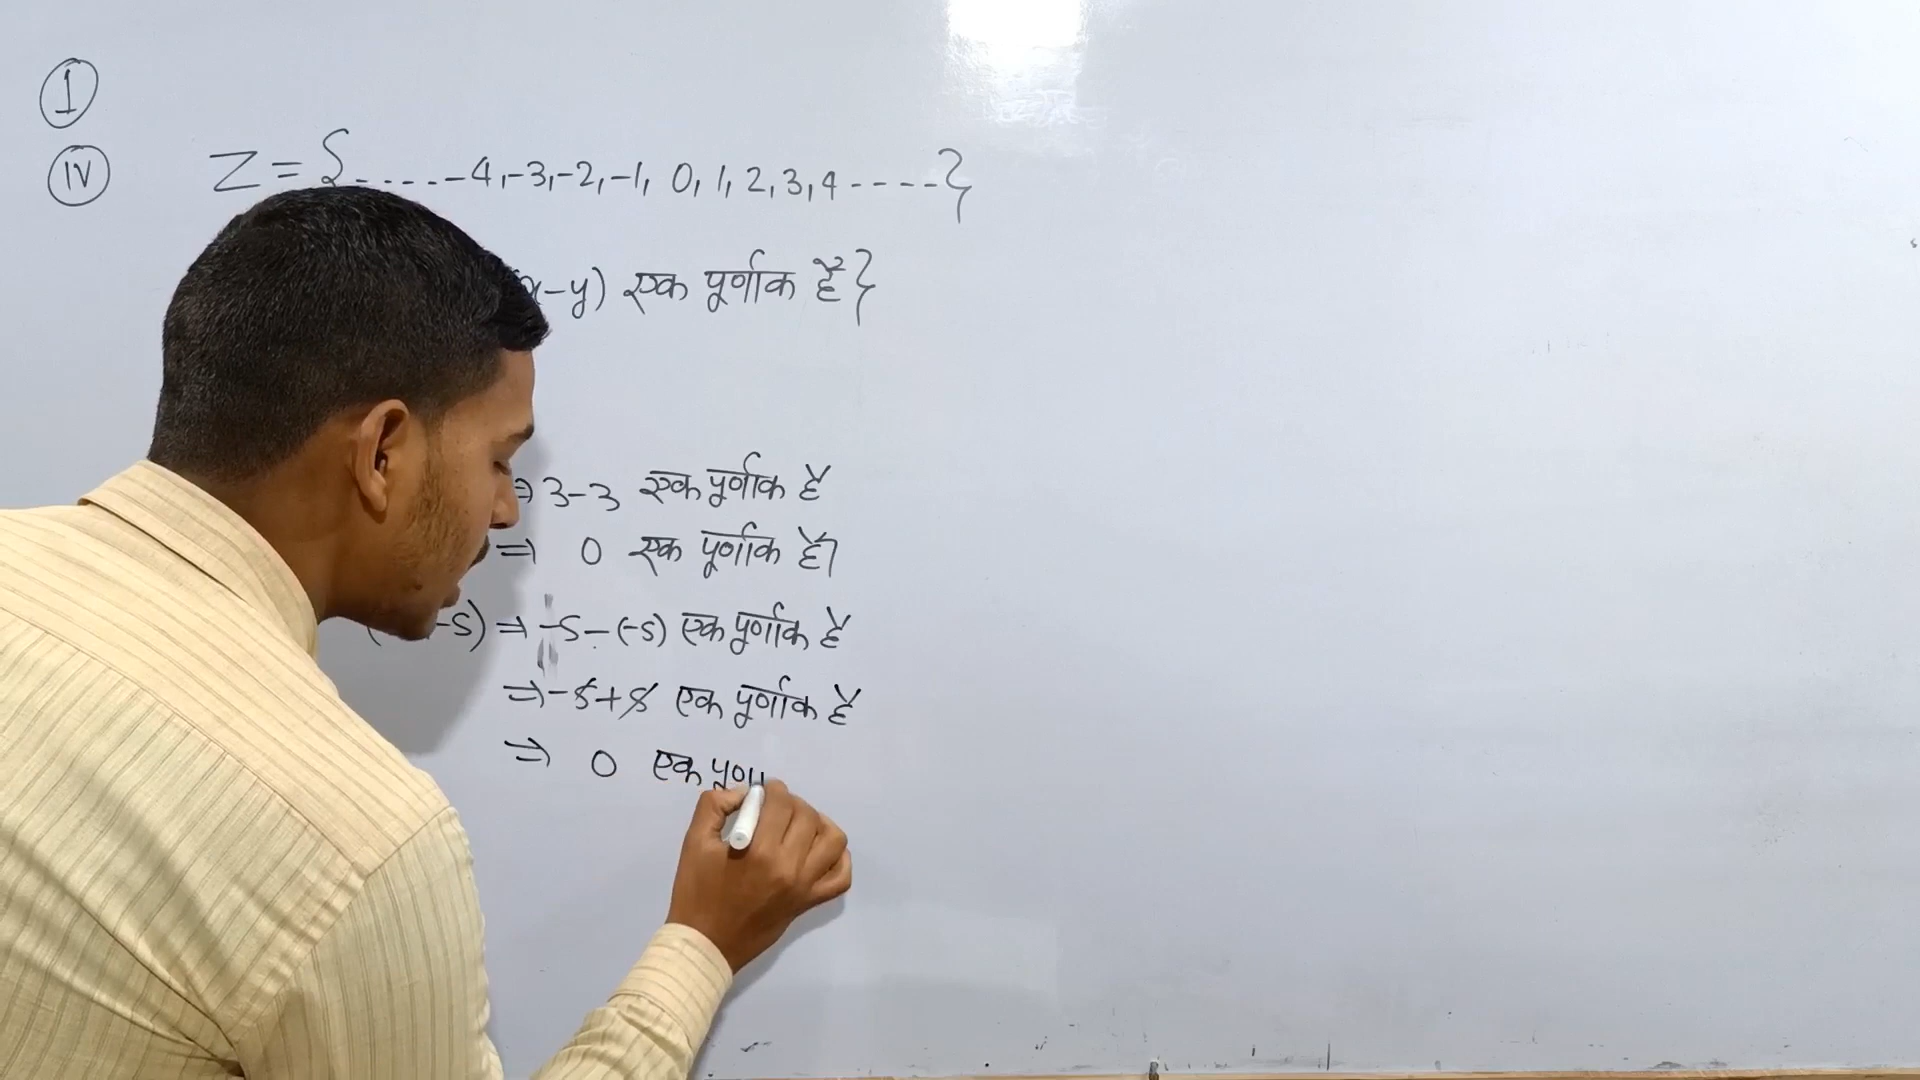 I
IV Z = {.....-4,-3,-2,-1, 0, 1, 2, 3, 4 ----}
x-y) एक पूर्णांक है}
⇒ 3-3 एक पूर्णांक है
⇒ 0 एक पूर्णांक है।
-5) ⇒ -5-(-5) एक पूर्णांक है
⇒ -5+5 एक पूर्णांक है
⇒ 0 एक पूर्णा